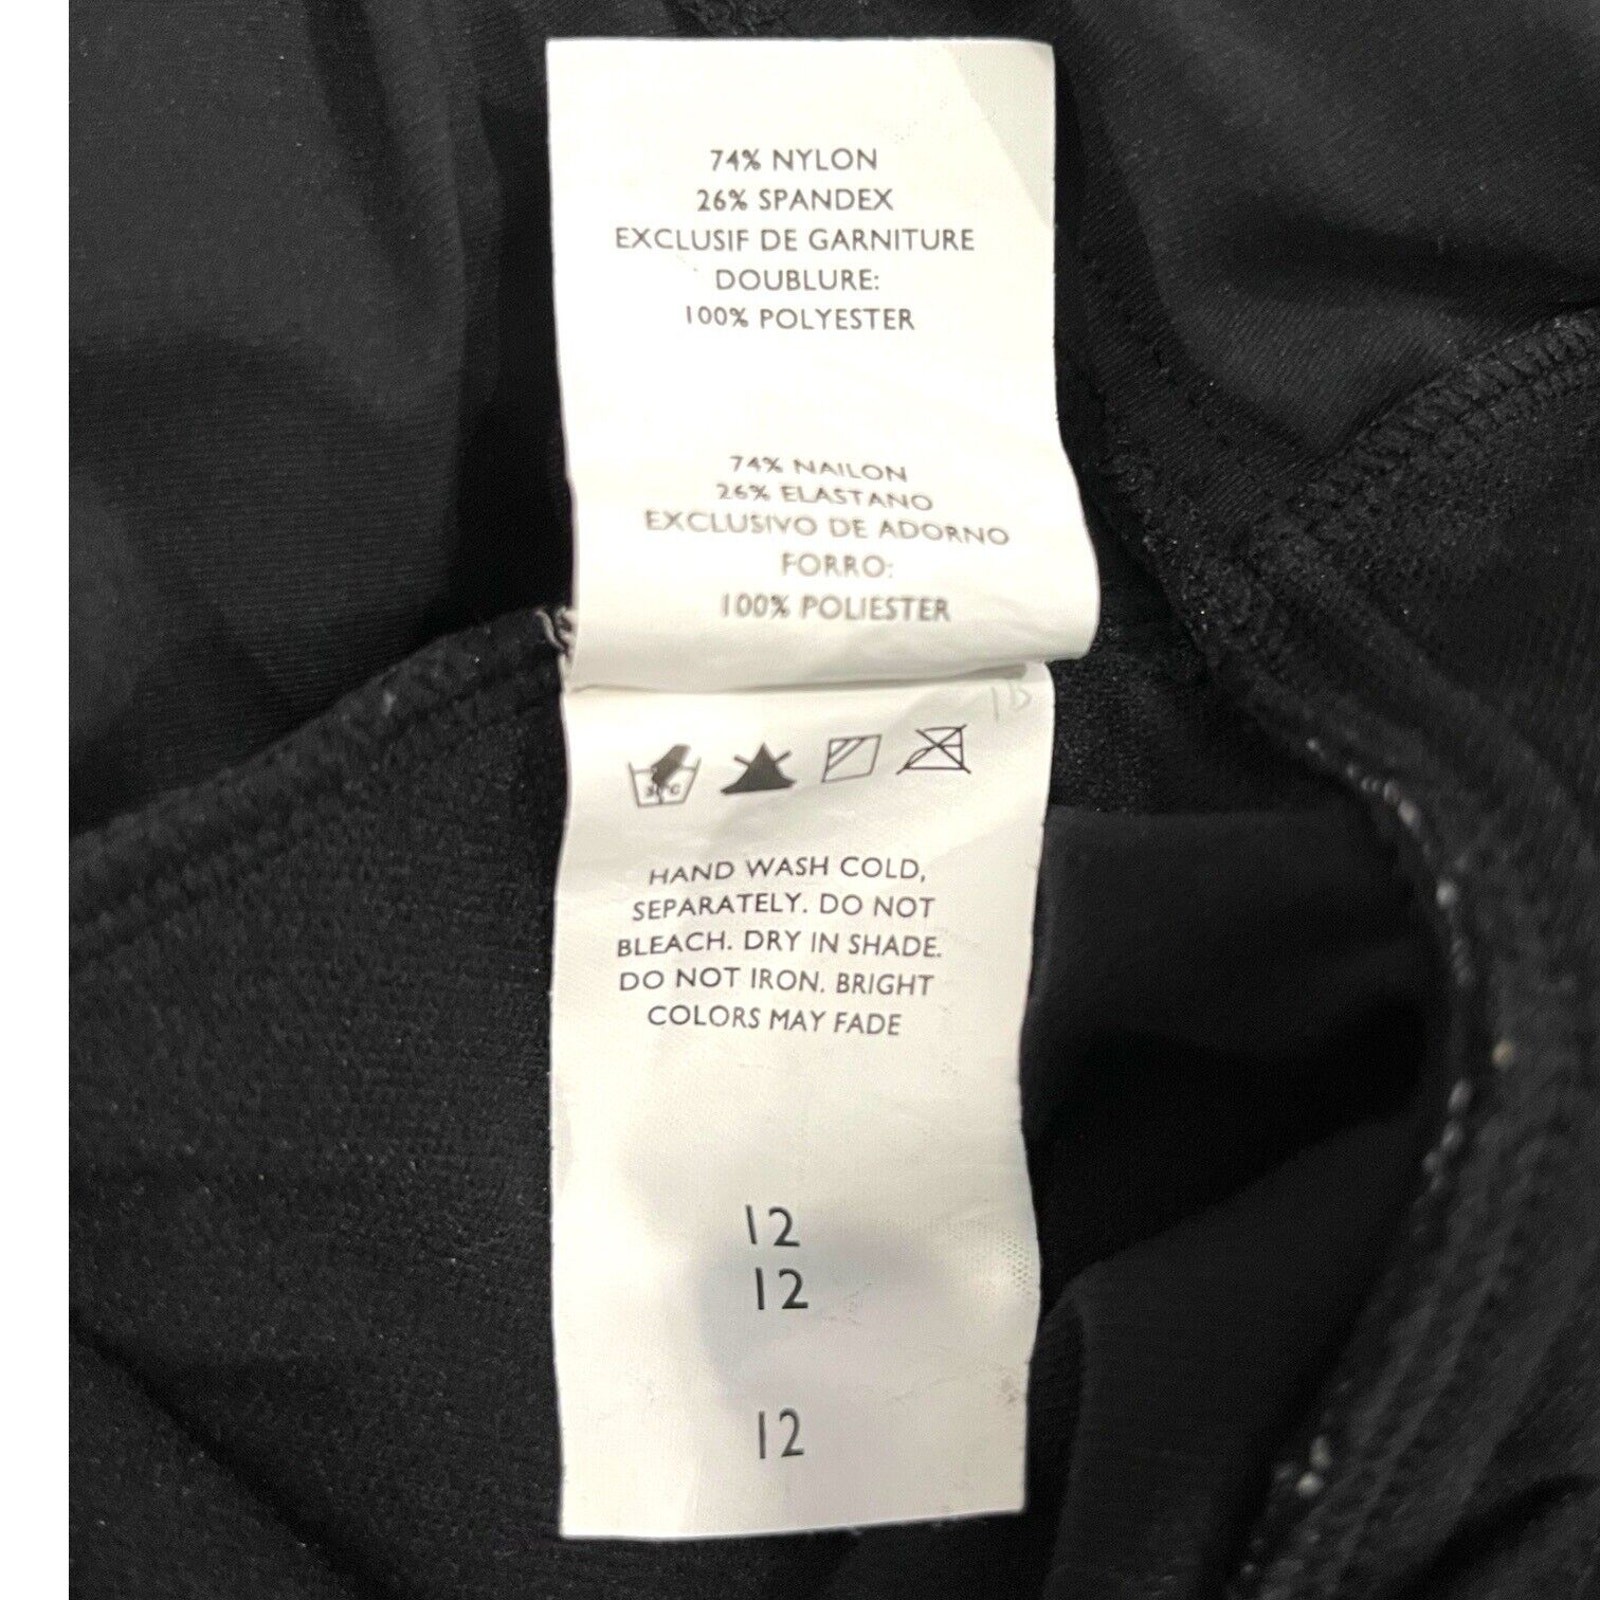 74% NYLON
26% SPANDEX
EXCLUSIF DE GARNITURE
DOUBLURE:
100% POLYESTER
74% NAILON
26% ELASTANO
EXCLUSIVO DE ADORNO
FORRO:
100% POLIESTER
HAND WASH COLD,
SEPARATELY. DO NOT
BLEACH. DRY IN SHADE.
DO NOT IRON. BRIGHT
COLORS MAY FADE
12
12
12